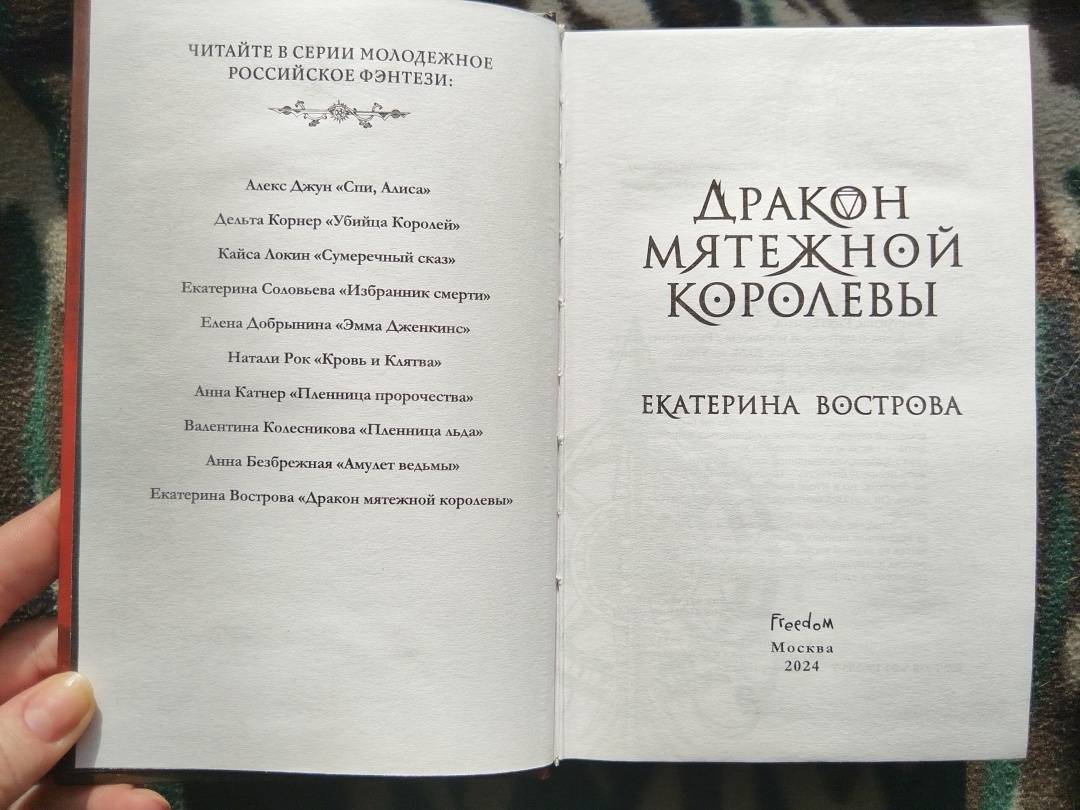 ЧИТАЙТЕ В СЕРИИ МОЛОДЕЖНОЕ
РОССИЙСКОЕ ФЭНТЕЗИ:
Алекс Джун «Спи, Алиса»
Дельта Корнер «Убийца Королей»
Кайса Локин «Сумеречный сказ»
Екатерина Соловьева «Избранник смерти»
Елена Добрынина «Эмма Дженкинс»
Натали Рок «Кровь и Клятва»
Анна Катнер «Пленница пророчества»
Валентина Колесникова «Пленница льда»
Анна Безбрежная «Амулет ведьмы»
Екатерина Вострова «Дракон мятежной королевы»
ДРАКОН
МЯТЕЖНОЙ
КОРОЛЕВЫ
ЕКАТЕРИНА ВОСТРОВА
Freedom
Москва
2024